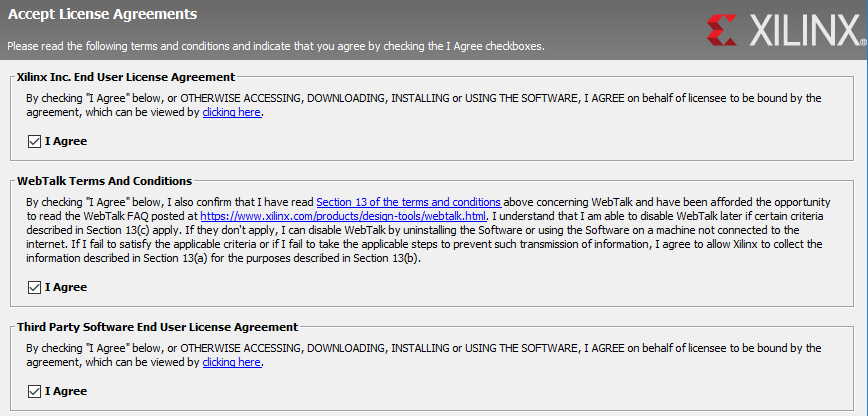 Accept License Agreements
Please read the following terms and conditions and indicate that you agree by checking the I Agree checkboxes.
XILINX®
Xilinx Inc. End User License Agreement
By checking "I Agree" below, or OTHERWISE ACCESSING, DOWNLOADING, INSTALLING or USING THE SOFTWARE, I AGREE on behalf of licensee to be bound by the
agreement, which can be viewed by clicking here.
I Agree
WebTalk Terms And Conditions
By checking "I Agree" below, I also confirm that I have read Section 13 of the terms and conditions above concerning WebTalk and have been afforded the opportunity
to read the WebTalk FAQ posted at https://www.xilinx.com/products/design-tools/webtalk.html. I understand that I am able to disable WebTalk later if certain criteria
described in Section 13(c) apply. If they don't apply, I can disable WebTalk by uninstalling the Software or using the Software on a machine not connected to the
internet. If I fail to satisfy the applicable criteria or if I fail to take the applicable steps to prevent such transmission of information, I agree to allow Xilinx to collect the
information described in Section 13(a) for the purposes described in Section 13(b).
I Agree
Third Party Software End User License Agreement
By checking "I Agree" below, or OTHERWISE ACCESSING, DOWNLOADING, INSTALLING or USING THE SOFTWARE, I AGREE on behalf of licensee to be bound by the
agreement, which can be viewed by clicking here.
I Agree